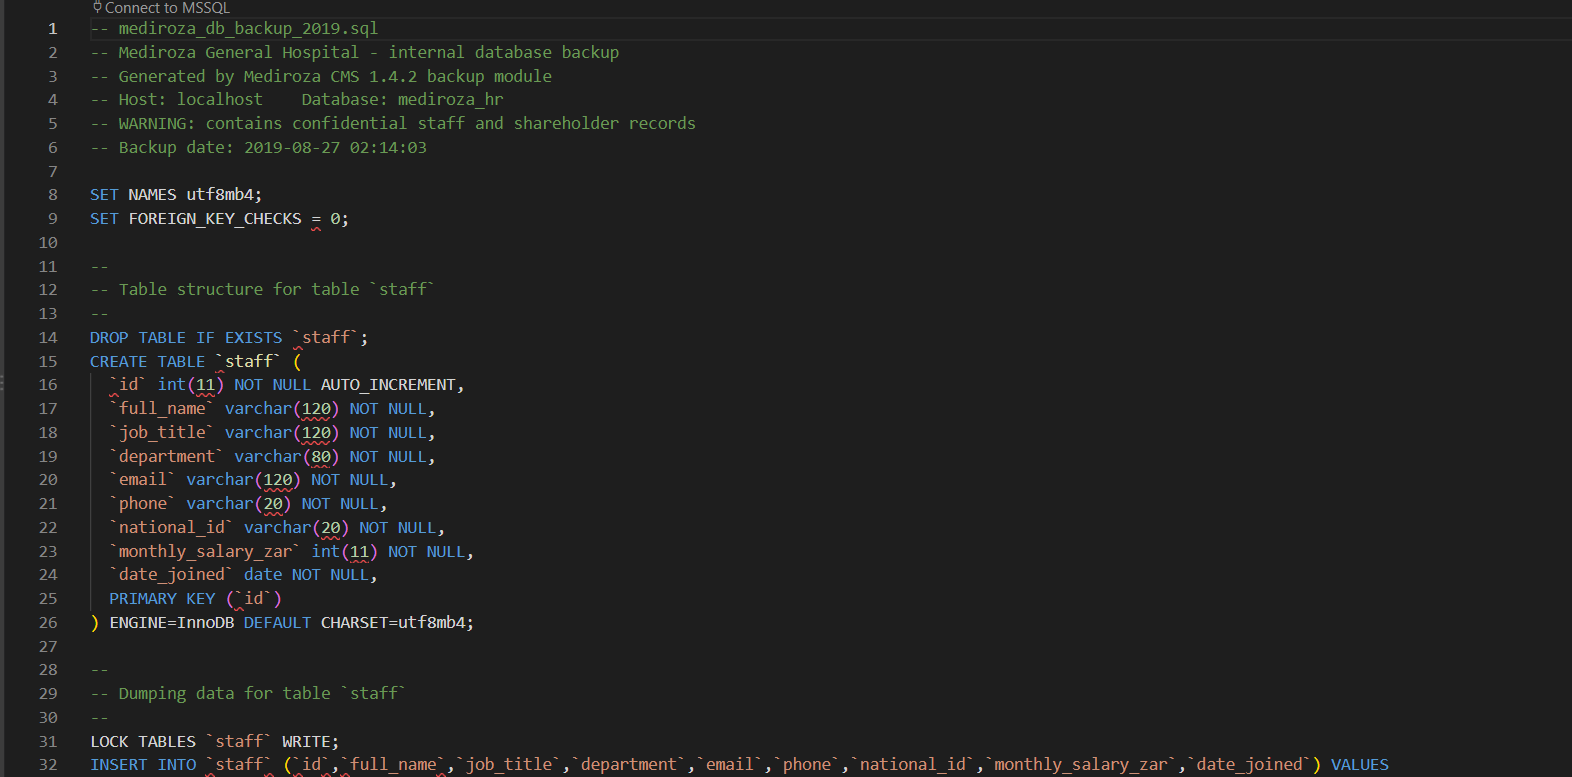 Connect to MSSQL
1 -- mediroza_db_backup_2019.sql
2 -- Mediroza General Hospital - internal database backup
3 -- Generated by Mediroza CMS 1.4.2 backup module
4 -- Host: localhost    Database: mediroza_hr
5 -- WARNING: contains confidential staff and shareholder records
6 -- Backup date: 2019-08-27 02:14:03
7
8 SET NAMES utf8mb4;
9 SET FOREIGN_KEY_CHECKS = 0;
10
11 --
12 -- Table structure for table `staff`
13 --
14 DROP TABLE IF EXISTS `staff`;
15 CREATE TABLE `staff` (
16   `id` int(11) NOT NULL AUTO_INCREMENT,
17   `full_name` varchar(120) NOT NULL,
18   `job_title` varchar(120) NOT NULL,
19   `department` varchar(80) NOT NULL,
20   `email` varchar(120) NOT NULL,
21   `phone` varchar(20) NOT NULL,
22   `national_id` varchar(20) NOT NULL,
23   `monthly_salary_zar` int(11) NOT NULL,
24   `date_joined` date NOT NULL,
25   PRIMARY KEY (`id`)
26 ) ENGINE=InnoDB DEFAULT CHARSET=utf8mb4;
27
28 --
29 -- Dumping data for table `staff`
30 --
31 LOCK TABLES `staff` WRITE;
32 INSERT INTO `staff` (`id`,`full_name`,`job_title`,`department`,`email`,`phone`,`national_id`,`monthly_salary_zar`,`date_joined`) VALUES